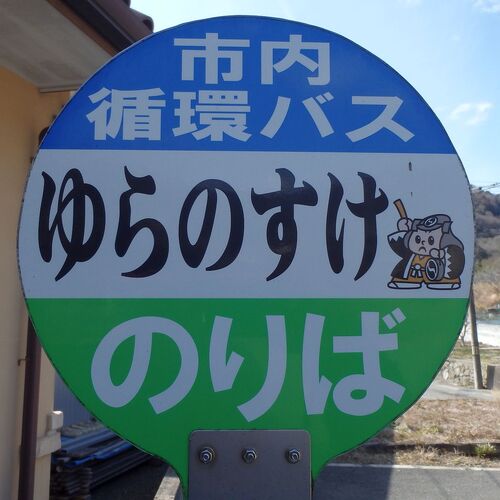 市内
循環バス
ゆらのすけ
のりば